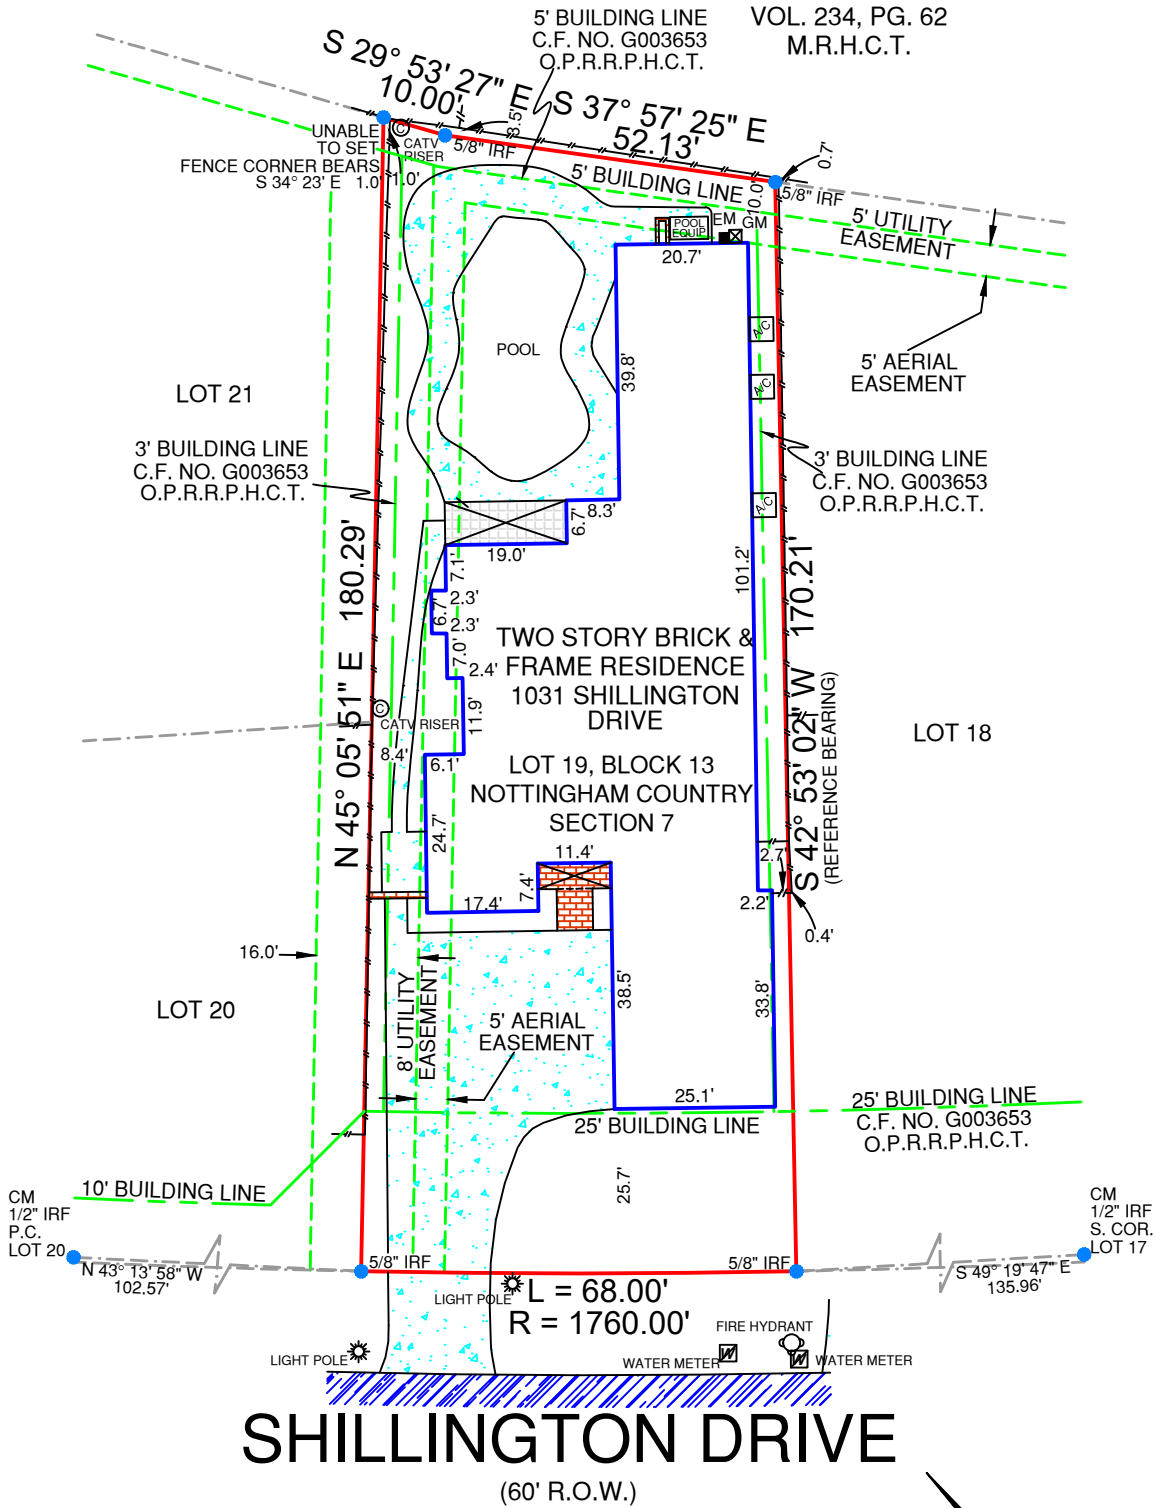 VOL. 234, PG. 62
M.R.H.C.T.
5' BUILDING LINE
C.F. NO. G003653
O.P.R.R.P.H.C.T.
S 29° 53' 27" E
10.00'
S 37° 57' 25" E
52.13'
3.5'
0.7'
UNABLE
TO SET
FENCE CORNER BEARS
S 34° 23' E 1.0'
1.0'
C
CATV
RISER
5/8" IRF
5' BUILDING LINE
10.0'
5/8" IRF
5' UTILITY
EASEMENT
POOL
EQUIP
EM
GM
20.7'
A/C
POOL
39.8'
5' AERIAL
EASEMENT
A/C
LOT 21
3' BUILDING LINE
C.F. NO. G003653
O.P.R.R.P.H.C.T.
3' BUILDING LINE
C.F. NO. G003653
O.P.R.R.P.H.C.T.
A/C
8.3'
6.7'
19.0'
7.1'
101.2'
N 45° 05' 51" E 180.29'
S 42° 53' 02" W 170.21'
(REFERENCE BEARING)
2.3'
6.7'
2.3'
7.0'
2.4'
11.9'
TWO STORY BRICK &
FRAME RESIDENCE
1031 SHILLINGTON
DRIVE
C
CATV RISER
LOT 18
8.4'
6.1'
LOT 19, BLOCK 13
NOTTINGHAM COUNTRY
SECTION 7
24.7'
11.4'
7.4'
2.7'
17.4'
2.2'
0.4'
16.0'
LOT 20
8' UTILITY
EASEMENT
38.5'
33.8'
5' AERIAL
EASEMENT
25.1'
25' BUILDING LINE
25' BUILDING LINE
C.F. NO. G003653
O.P.R.R.P.H.C.T.
25.7'
10' BUILDING LINE
CM
1/2" IRF
P.C.
LOT 20
CM
1/2" IRF
S. COR.
LOT 17
N 43° 13' 58" W
102.57'
5/8" IRF
5/8" IRF
S 49° 19' 47" E
135.96'
LIGHT POLE
L = 68.00'
R = 1760.00'
LIGHT POLE
FIRE HYDRANT
WATER METER
W
W
WATER METER
SHILLINGTON DRIVE
(60' R.O.W.)